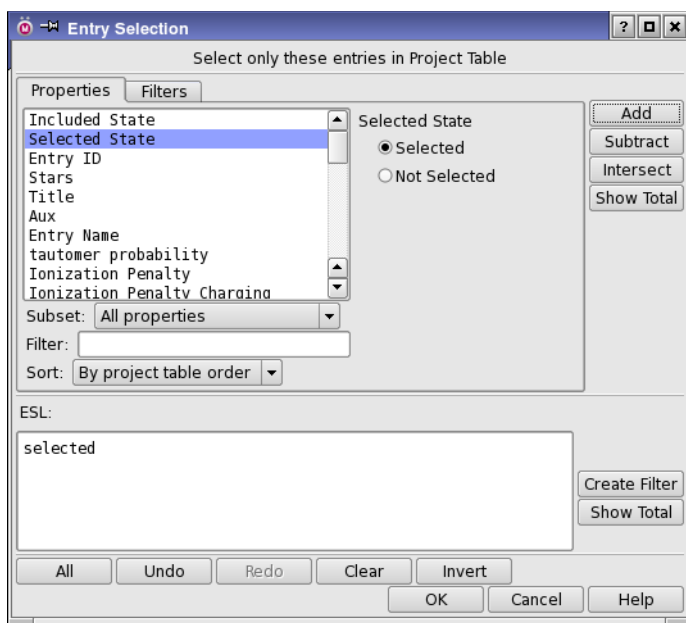 Entry Selection
Select only these entries in Project Table
Properties Filters
Included State
Selected State
Entry ID
Stars
Title
Aux
Entry Name
tautomer probability
Ionization Penalty
Ionization Penalty Charging
Selected State
Selected
Not Selected
Add
Subtract
Intersect
Show Total
Subset: All properties
Filter:
Sort: By project table order
ESL:
selected
Create Filter
Show Total
All Undo Redo Clear Invert
OK Cancel Help